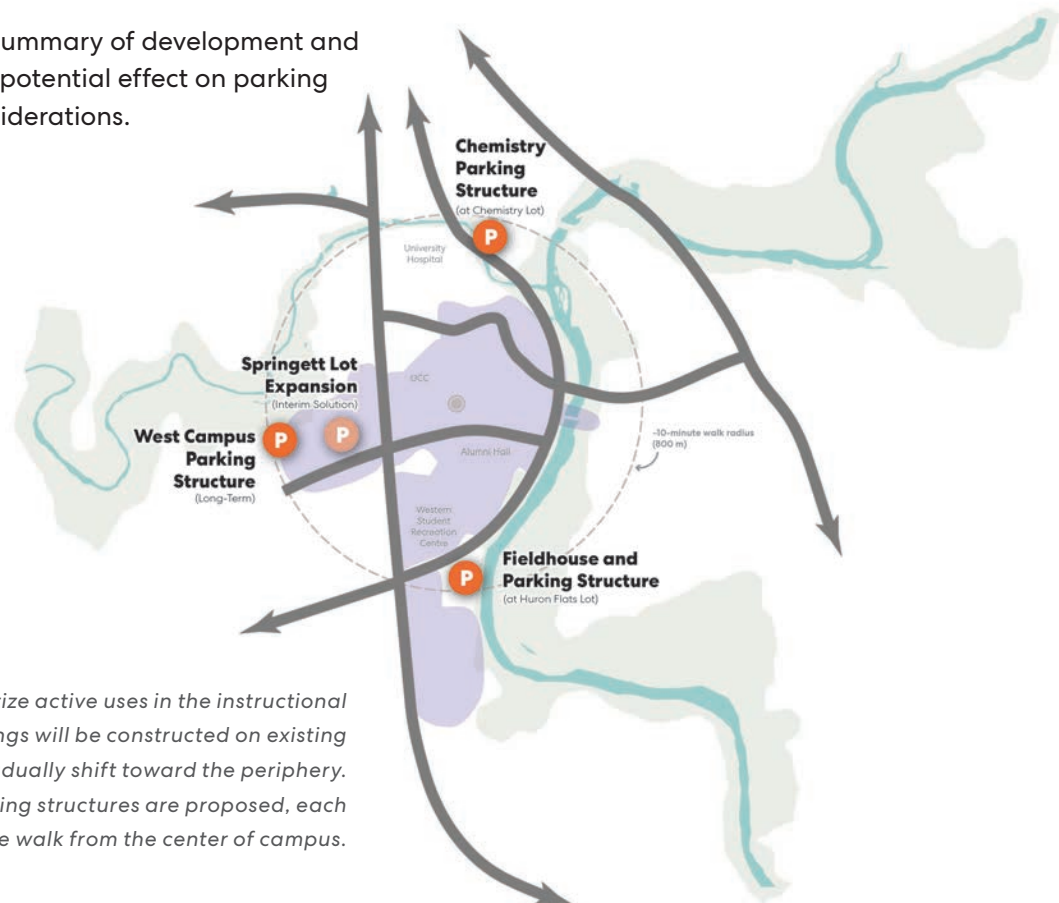 ummary of development and
potential effect on parking
iderations.
Chemistry
Parking
Structure
(at Chemistry Lot)
University
Hospital
Springett Lot
Expansion
(Interim Solution)
UCC
West Campus
Parking
Structure
(Long-Term)
~10-minute walk radius
(800 m)
Alumni Hall
Western
Student
Recreation
Centre
Fieldhouse and
Parking Structure
(at Huron Flats Lot)
P
P
P
P
ize active uses in the instructional
ngs will be constructed on existing
dually shift toward the periphery.
ing structures are proposed, each
e walk from the center of campus.